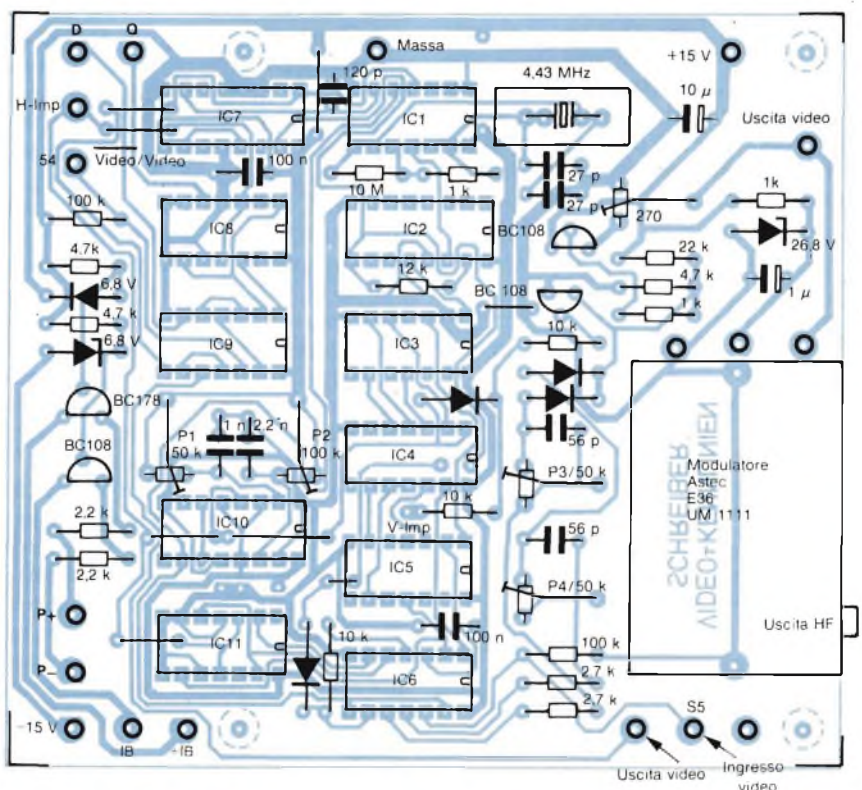 D
Q
Massa
+15 V
120 p
4,43 MHz
10 µ
H-Imp
IC7
IC1
Uscita video
54
Video/Video
100 n
10 M
1 k
27 p
27 p
270
1k
100 k
IC8
IC2
BC108
26,8 V
4.7k
22 k
12 k
4,7 k
1 µ
6,8 V
BC 108
1 k
4,7 k
IC9
IC3
10 k
6,8 V
BC178
P1
50 k
1 n
2,2 n
P2
100 k
56 p
BC108
IC4
P3/50 k
Modulatore
Astec
E36
UM 1111
SCHREIBER
VIDEO+KENNLINIEN
2,2 k
IC10
10 k
V-Imp
56 p
2,2 k
IC5
P4/50 k
P+
IC11
10 k
100 n
Uscita HF
P−
100 k
IC6
2,7 k
2,7 k
−15 V
IB
-IB
S5
Uscita video
Ingresso
video